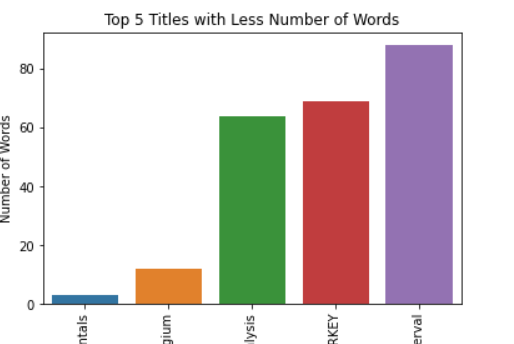 Top 5 Titles with Less Number of Words
Number of Words
80
60
40
20
0
ntals
gium
lysis
RKEY
erval